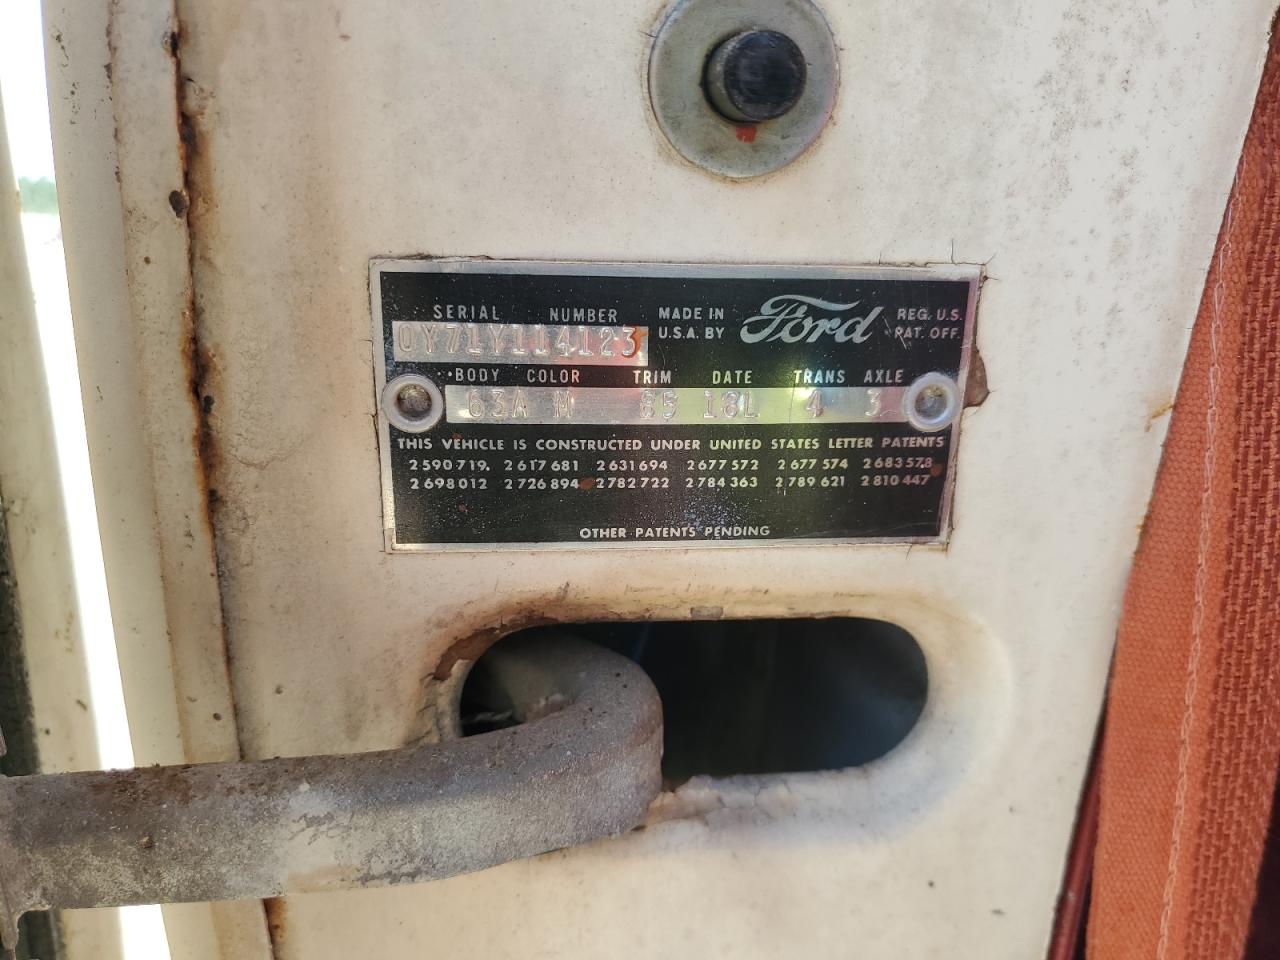 SERIAL NUMBER MADE IN Ford REG. U.S.
0Y71Y114123 U.S.A. BY PAT. OFF.
BODY COLOR TRIM DATE TRANS AXLE
63A M 85 18L 4 3
THIS VEHICLE IS CONSTRUCTED UNDER UNITED STATES LETTER PATENTS
2590719. 2617681 2631694 2677572 2677574 2683578
2698012 2726894 2782722 2784363 2789621 2810447
OTHER PATENTS PENDING